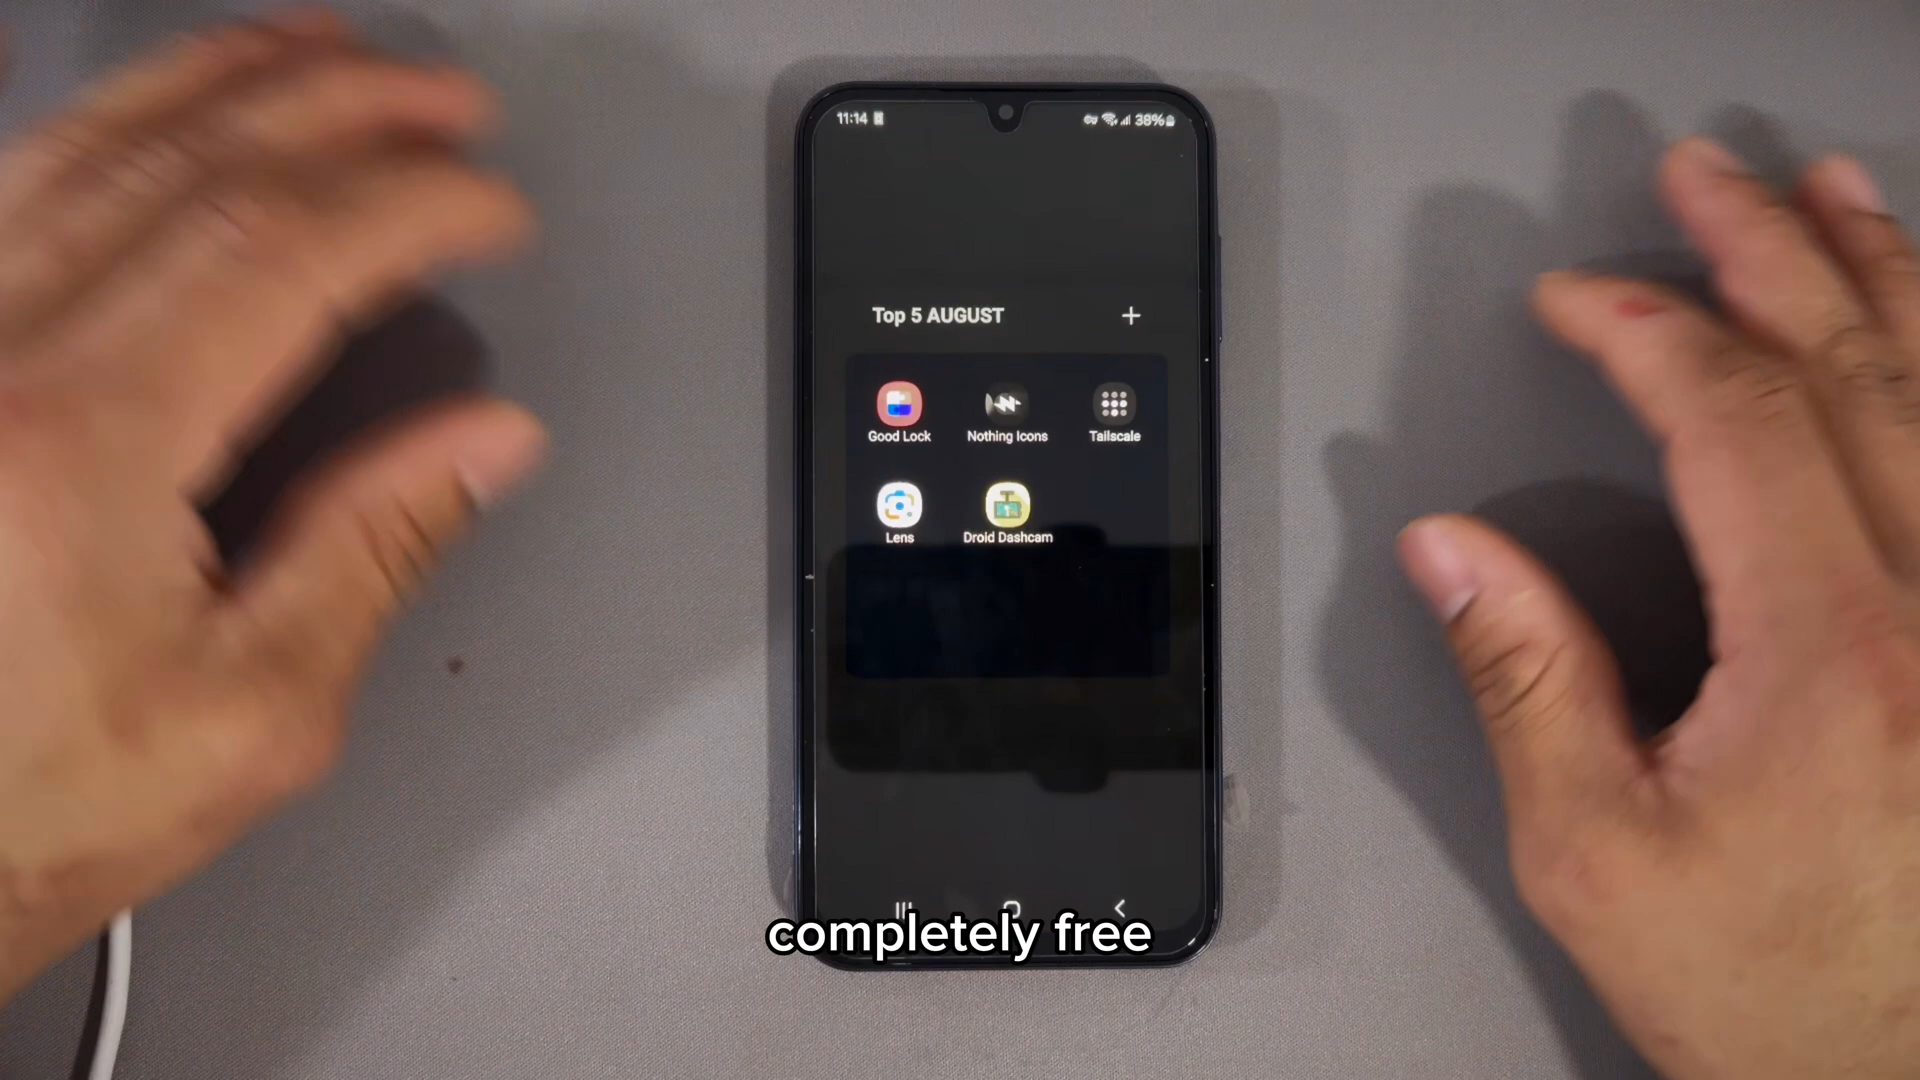 11:14
38%
Top 5 AUGUST +
Good Lock
Nothing Icons
Tailscale
Lens
Droid Dashcam
completely free